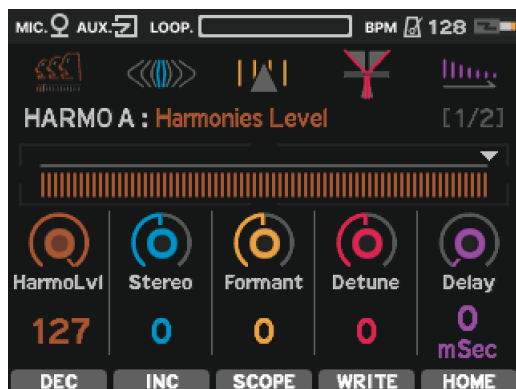 MIC. AUX. LOOP. BPM 128
HARMO A : Harmonies Level [1/2]
HarmoLvl Stereo Formant Detune Delay
127 0 0 0 0
mSec
DEC INC SCOPE WRITE HOME